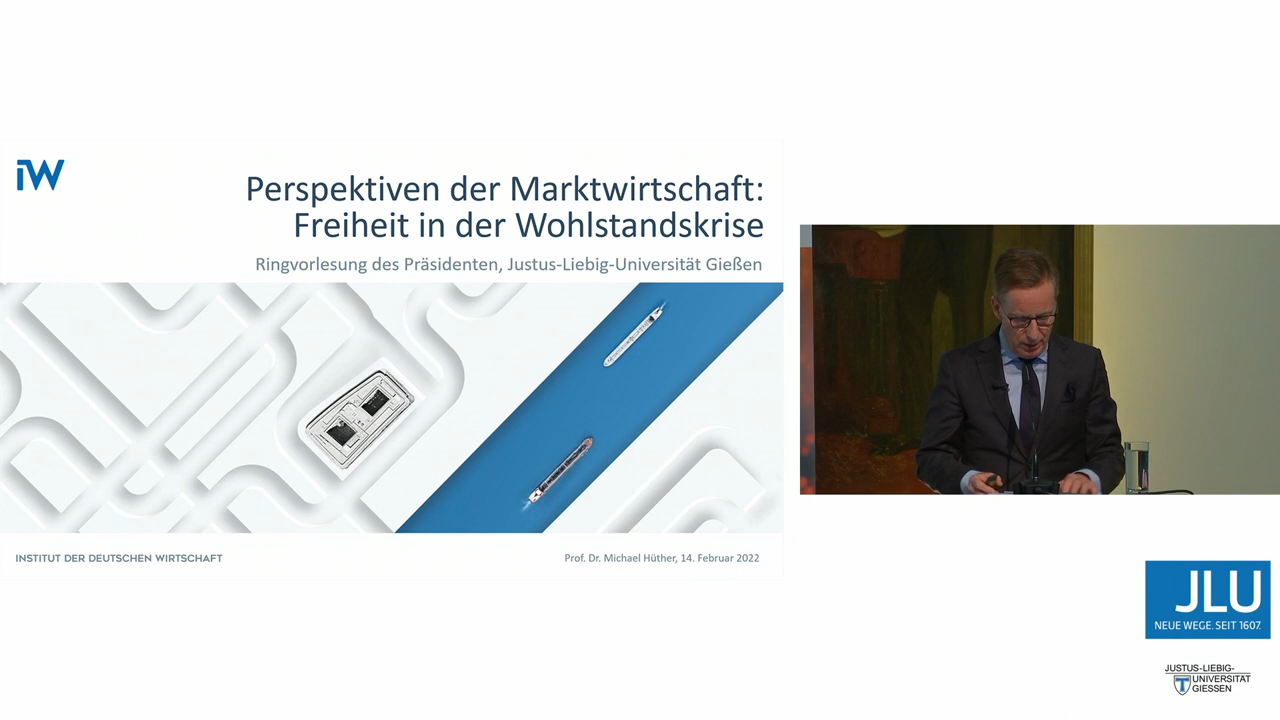 iW
Perspektiven der Marktwirtschaft:
Freiheit in der Wohlstandskrise
Ringvorlesung des Präsidenten, Justus-Liebig-Universität Gießen
INSTITUT DER DEUTSCHEN WIRTSCHAFT
Prof. Dr. Michael Hüther, 14. Februar 2022
JLU
NEUE WEGE. SEIT 1607.
JUSTUS-LIEBIG-
UNIVERSITÄT
GIESSEN